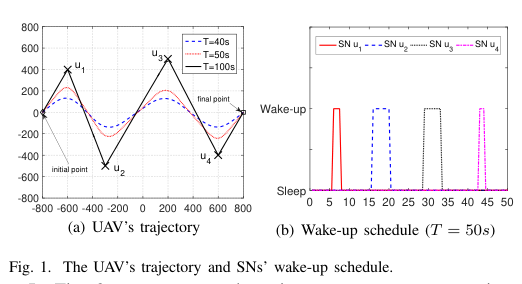 800
600
400
200
0
-200
-400
-600
-800
-800 -600 -400 -200 0 200 400 600 800
T=40s
T=50s
T=100s
u1
u2
u3
u4
initial point
final point
(a) UAV's trajectory
SN u1 SN u2 SN u3 SN u4
Wake-up
Sleep
0 5 10 15 20 25 30 35 40 45 50
(b) Wake-up schedule (T = 50s)
Fig. 1. The UAV's trajectory and SNs' wake-up schedule.